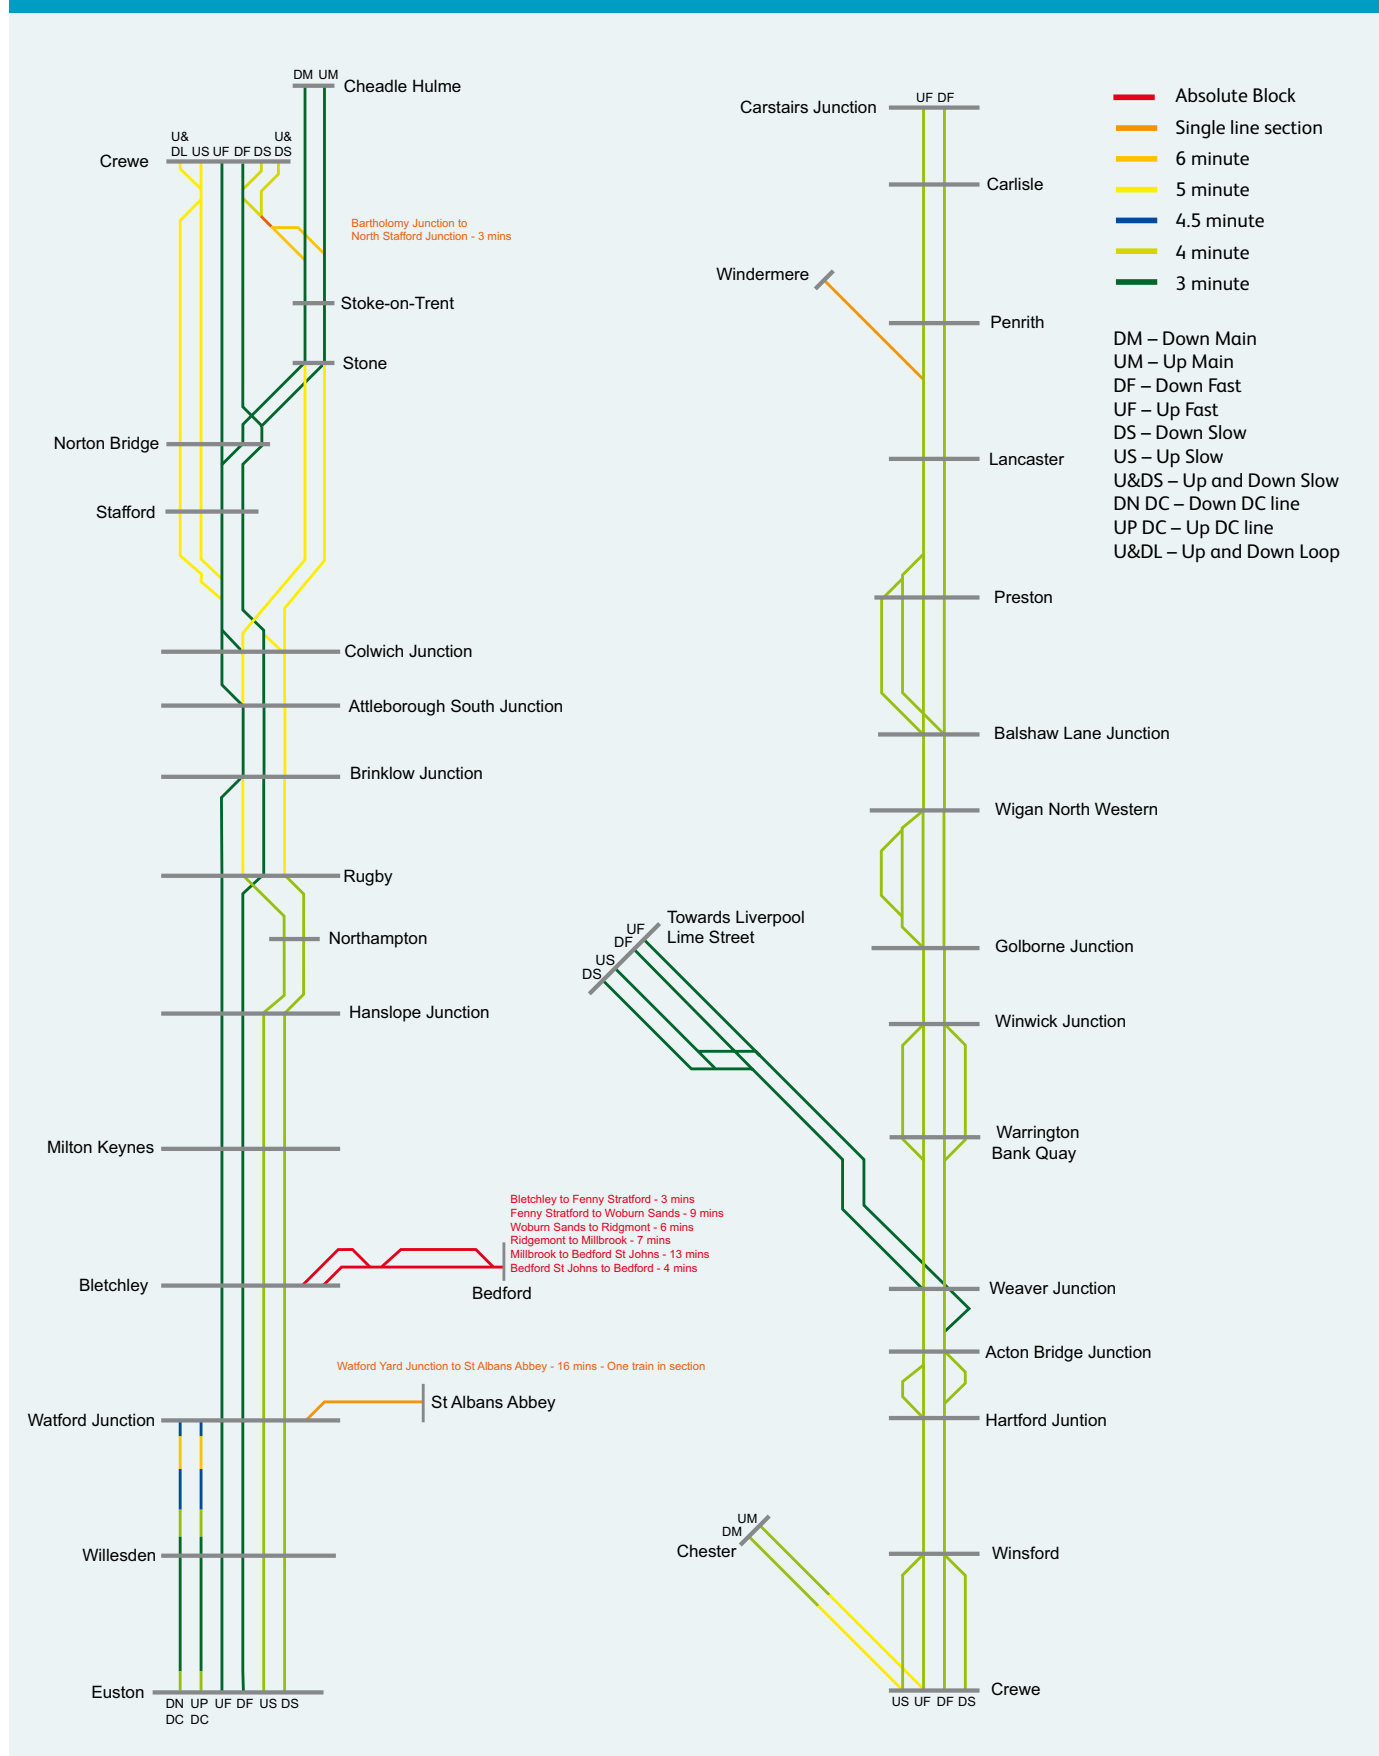 DM UM
Cheadle Hulme
U&
DL US UF DF DS U&
DS
Crewe
Bartholomy Junction to
North Stafford Junction - 3 mins
Stoke-on-Trent
Stone
Norton Bridge
Stafford
Colwich Junction
Attleborough South Junction
Brinklow Junction
Rugby
Northampton
Hanslope Junction
Milton Keynes
Bletchley to Fenny Stratford - 3 mins
Fenny Stratford to Woburn Sands - 9 mins
Woburn Sands to Ridgmont - 6 mins
Ridgemont to Millbrook - 7 mins
Millbrook to Bedford St Johns - 13 mins
Bedford St Johns to Bedford - 4 mins
Bletchley
Bedford
Watford Yard Junction to St Albans Abbey - 16 mins - One train in section
St Albans Abbey
Watford Junction
Willesden
Euston
DN
DC
UP
DC
UF DF US DS
UF DF
Carstairs Junction
Carlisle
Windermere
Penrith
Lancaster
Preston
Balshaw Lane Junction
Wigan North Western
Towards Liverpool
Lime Street
UF
DF
US
DS
Golborne Junction
Winwick Junction
Warrington
Bank Quay
Weaver Junction
Acton Bridge Junction
Hartford Juntion
UM
DM
Chester
Winsford
Crewe
US UF DF DS
Absolute Block
Single line section
6 minute
5 minute
4.5 minute
4 minute
3 minute
DM – Down Main
UM – Up Main
DF – Down Fast
UF – Up Fast
DS – Down Slow
US – Up Slow
U&DS – Up and Down Slow
DN DC – Down DC line
UP DC – Up DC line
U&DL – Up and Down Loop